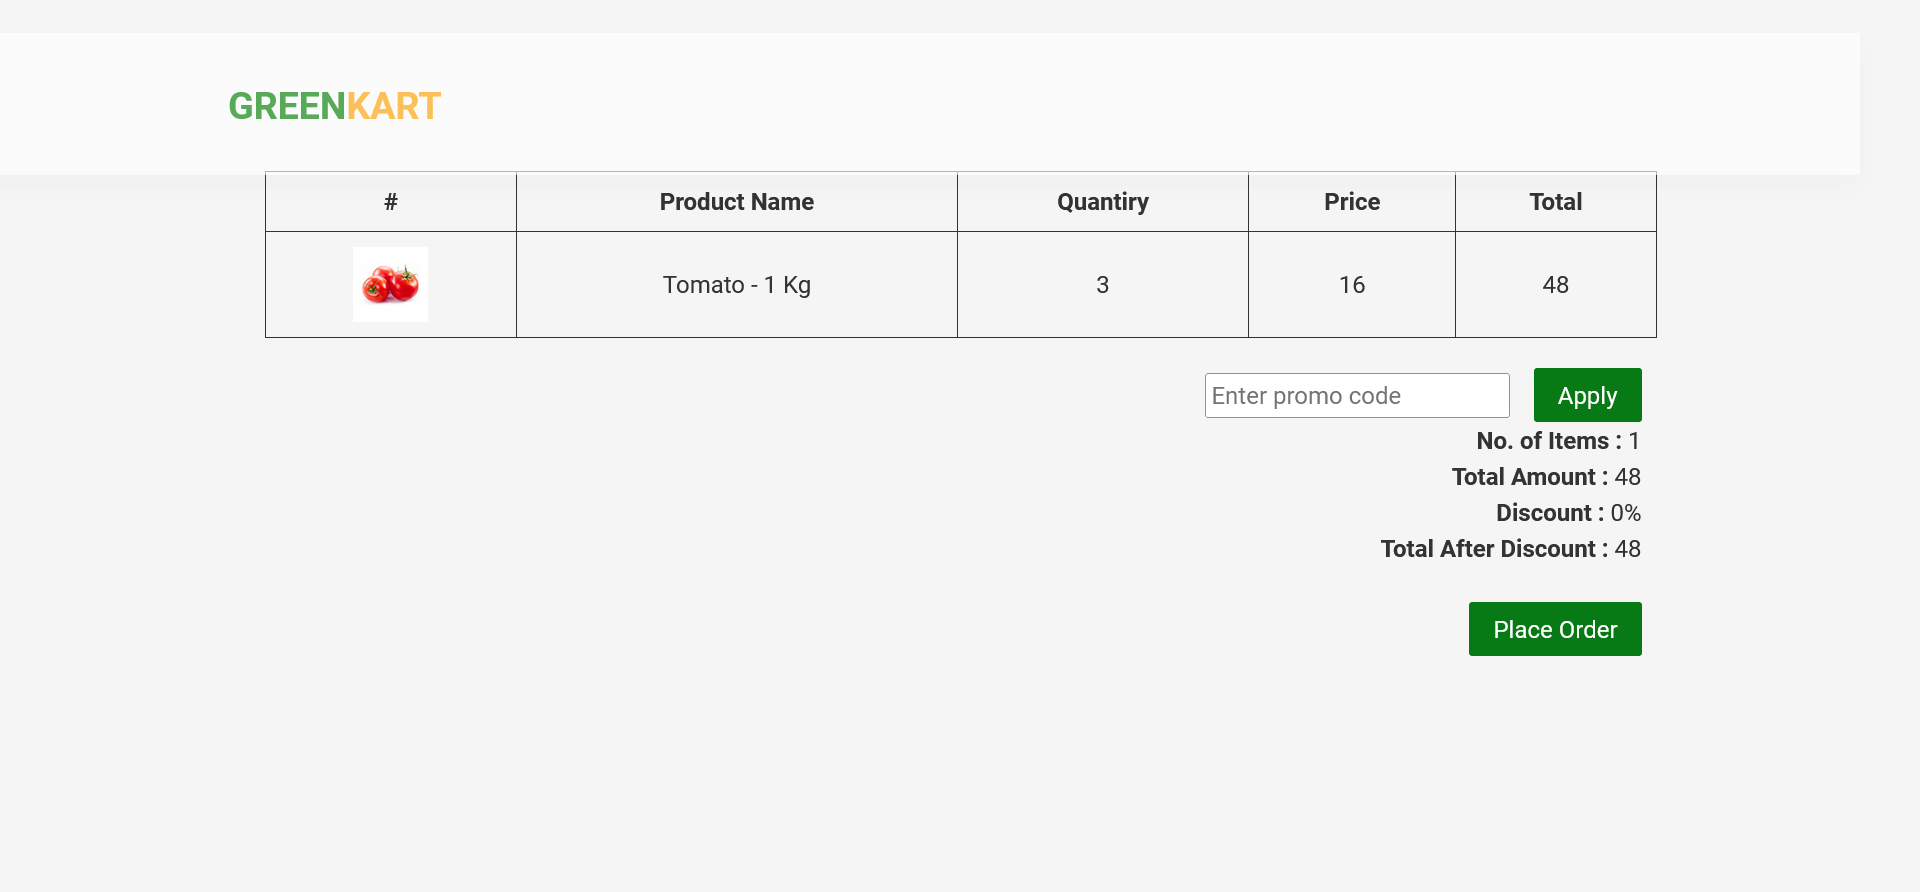 GREENKART
# Product Name Quantiry Price Total
Tomato - 1 Kg 3 16 48
Enter promo code Apply
No. of Items : 1
Total Amount : 48
Discount : 0%
Total After Discount : 48
Place Order